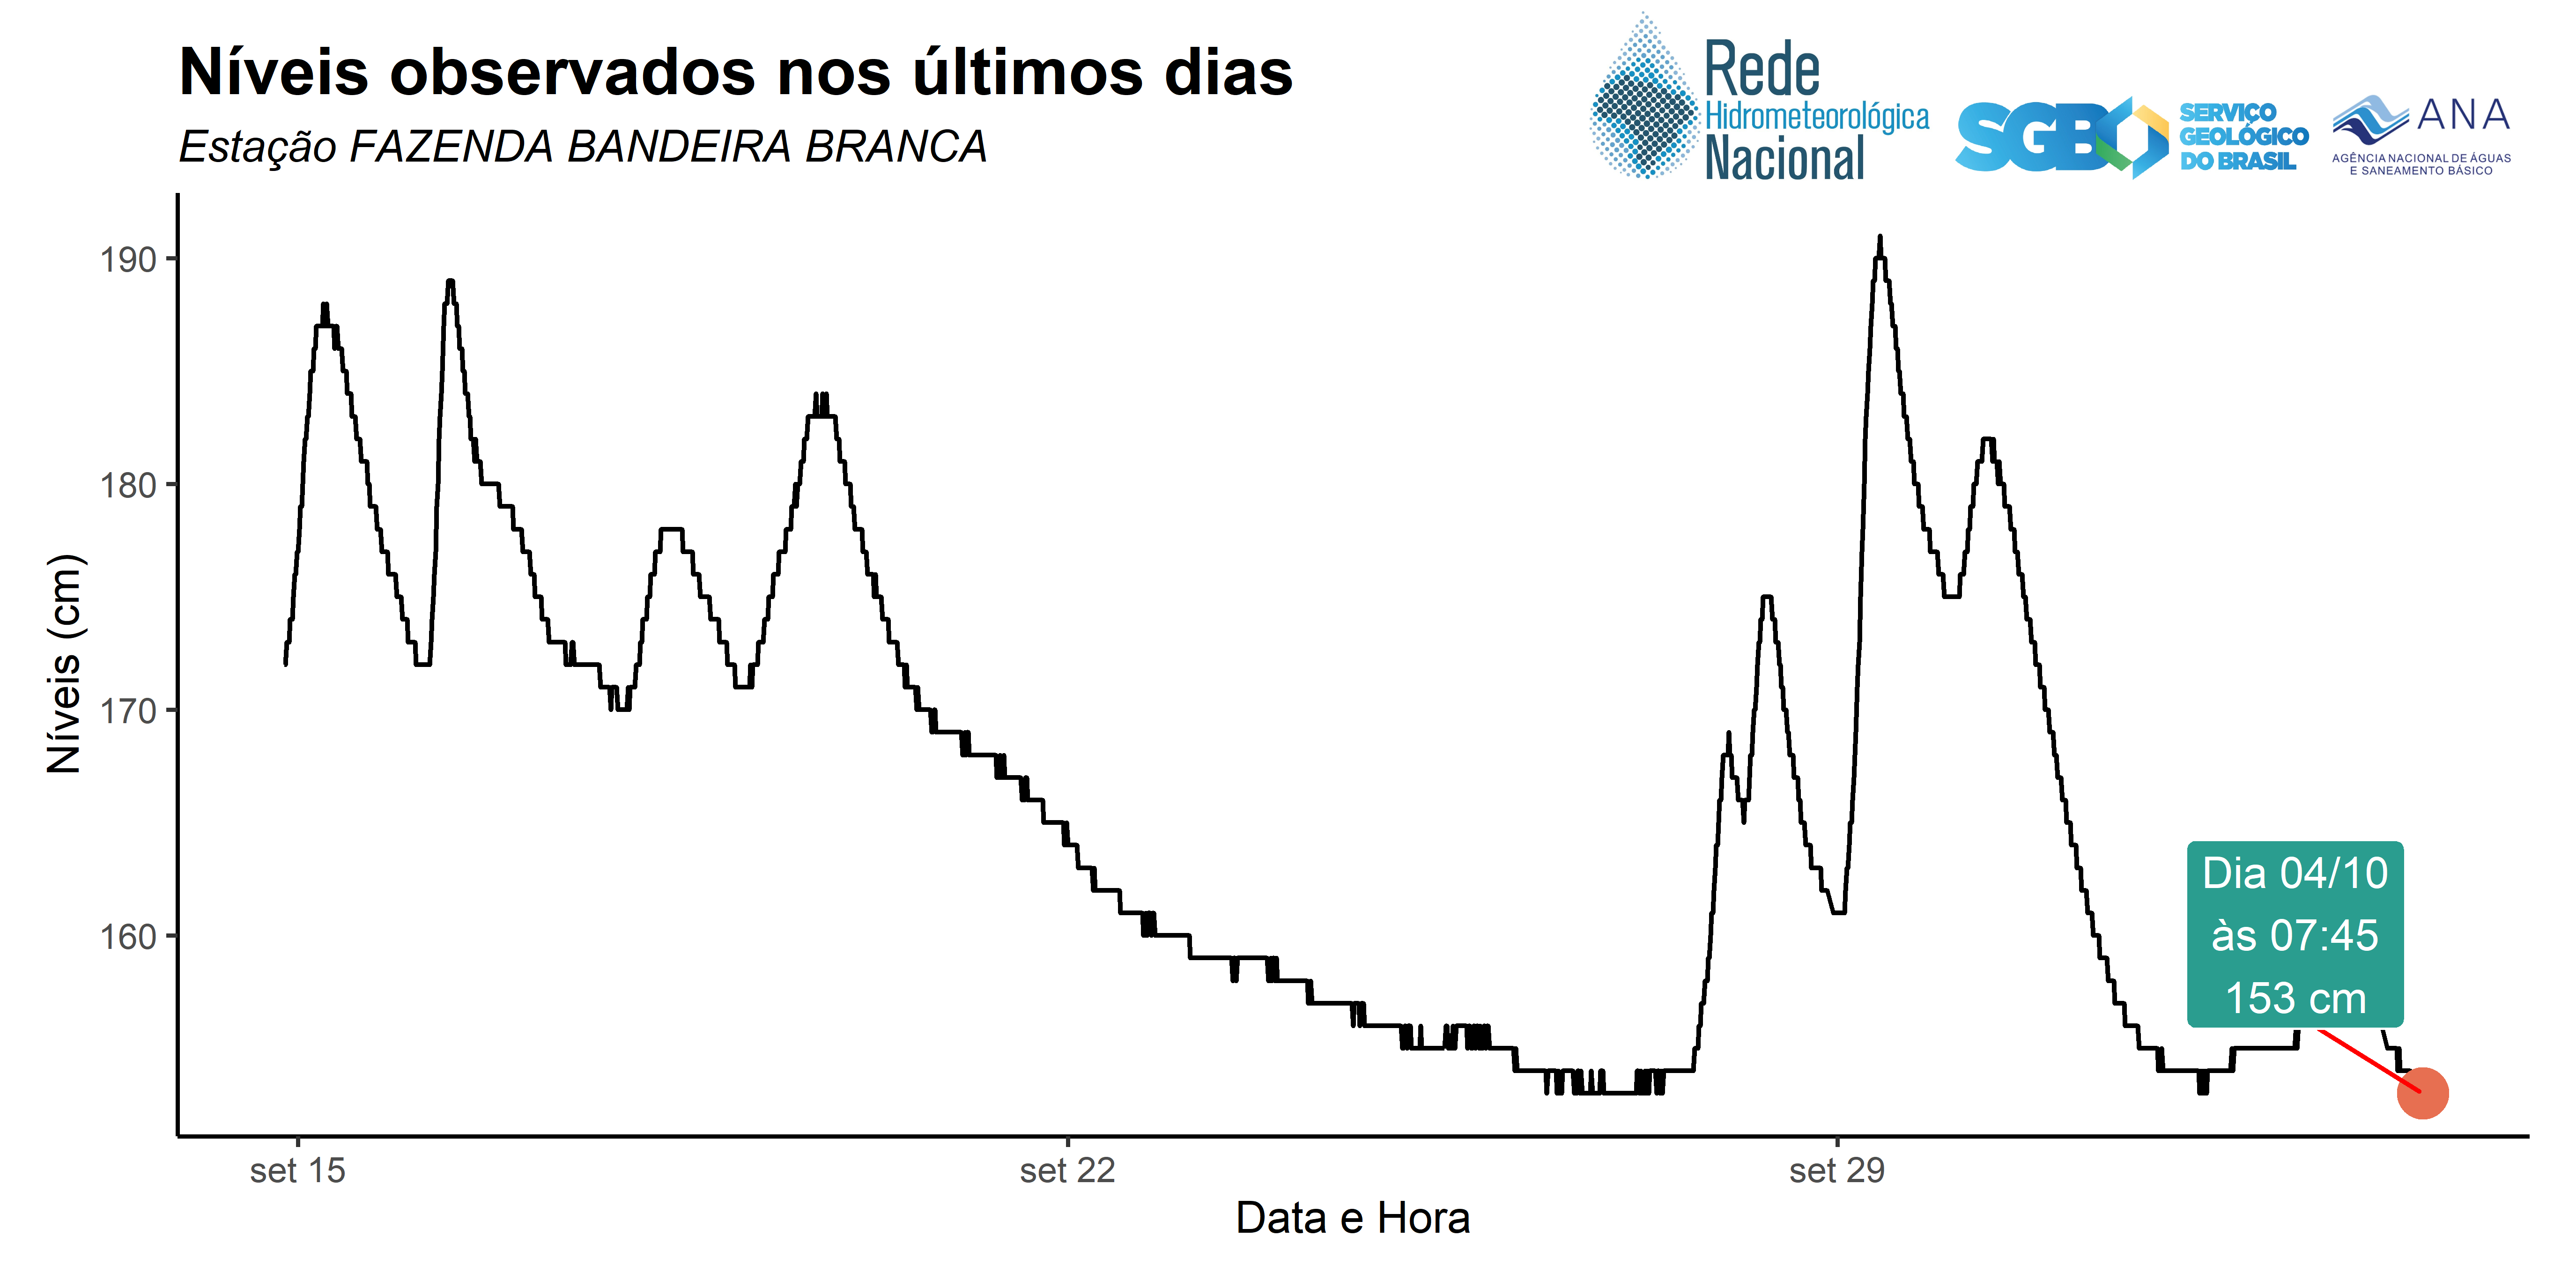 Níveis observados nos últimos dias
Estação FAZENDA BANDEIRA BRANCA
Rede
Hidrometeorológica
Nacional
SGB
SERVIÇO
GEOLÓGICO
DO BRASIL
ANA
AGÊNCIA NACIONAL DE ÁGUAS
E SANEAMENTO BÁSICO
Níveis (cm)
190
180
170
160
Dia 04/10
às 07:45
153 cm
set 15
set 22
set 29
Data e Hora